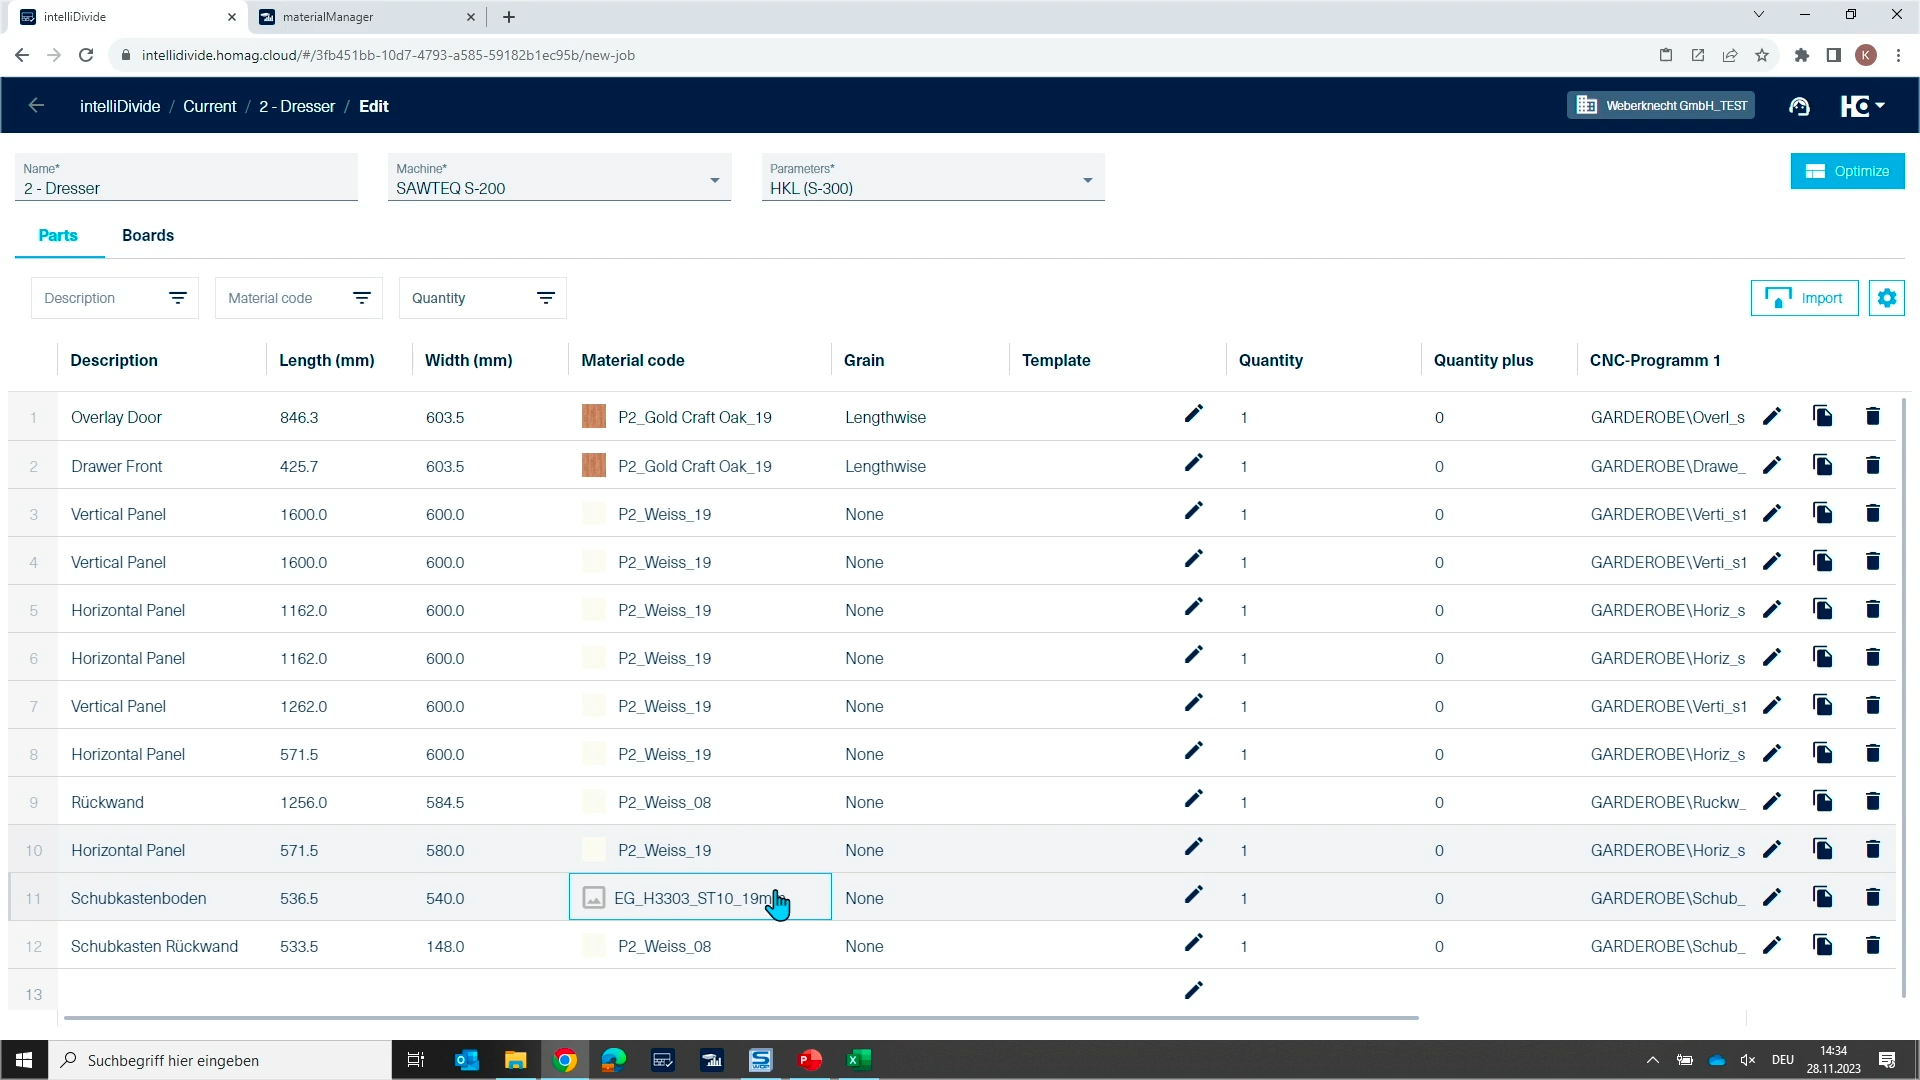 intelliDivide
materialManager
intellidivide.homag.cloud/#/3fb451bb-10d7-4793-a585-59182b1ec95b/new-job
K
intelliDivide / Current / 2 - Dresser / Edit
Weberknecht GmbH_TEST
Name*
2 - Dresser
Machine*
SAWTEQ S-200
Parameters*
HKL (S-300)
Optimize
Parts
Boards
Description
Material code
Quantity
Import
Description Length (mm) Width (mm) Material code Grain Template Quantity Quantity plus CNC-Programm 1
1 Overlay Door 846.3 603.5 P2_Gold Craft Oak_19 Lengthwise 1 0 GARDEROBE\Overl_s
2 Drawer Front 425.7 603.5 P2_Gold Craft Oak_19 Lengthwise 1 0 GARDEROBE\Drawe_
3 Vertical Panel 1600.0 600.0 P2_Weiss_19 None 1 0 GARDEROBE\Verti_s1
4 Vertical Panel 1600.0 600.0 P2_Weiss_19 None 1 0 GARDEROBE\Verti_s1
5 Horizontal Panel 1162.0 600.0 P2_Weiss_19 None 1 0 GARDEROBE\Horiz_s
6 Horizontal Panel 1162.0 600.0 P2_Weiss_19 None 1 0 GARDEROBE\Horiz_s
7 Vertical Panel 1262.0 600.0 P2_Weiss_19 None 1 0 GARDEROBE\Verti_s1
8 Horizontal Panel 571.5 600.0 P2_Weiss_19 None 1 0 GARDEROBE\Horiz_s
9 Rückwand 1256.0 584.5 P2_Weiss_08 None 1 0 GARDEROBE\Ruckw_
10 Horizontal Panel 571.5 580.0 P2_Weiss_19 None 1 0 GARDEROBE\Horiz_s
11 Schubkastenboden 536.5 540.0 EG_H3303_ST10_19m None 1 0 GARDEROBE\Schub_
12 Schubkasten Rückwand 533.5 148.0 P2_Weiss_08 None 1 0 GARDEROBE\Schub_
13
Suchbegriff hier eingeben
DEU
14:34
28.11.2023